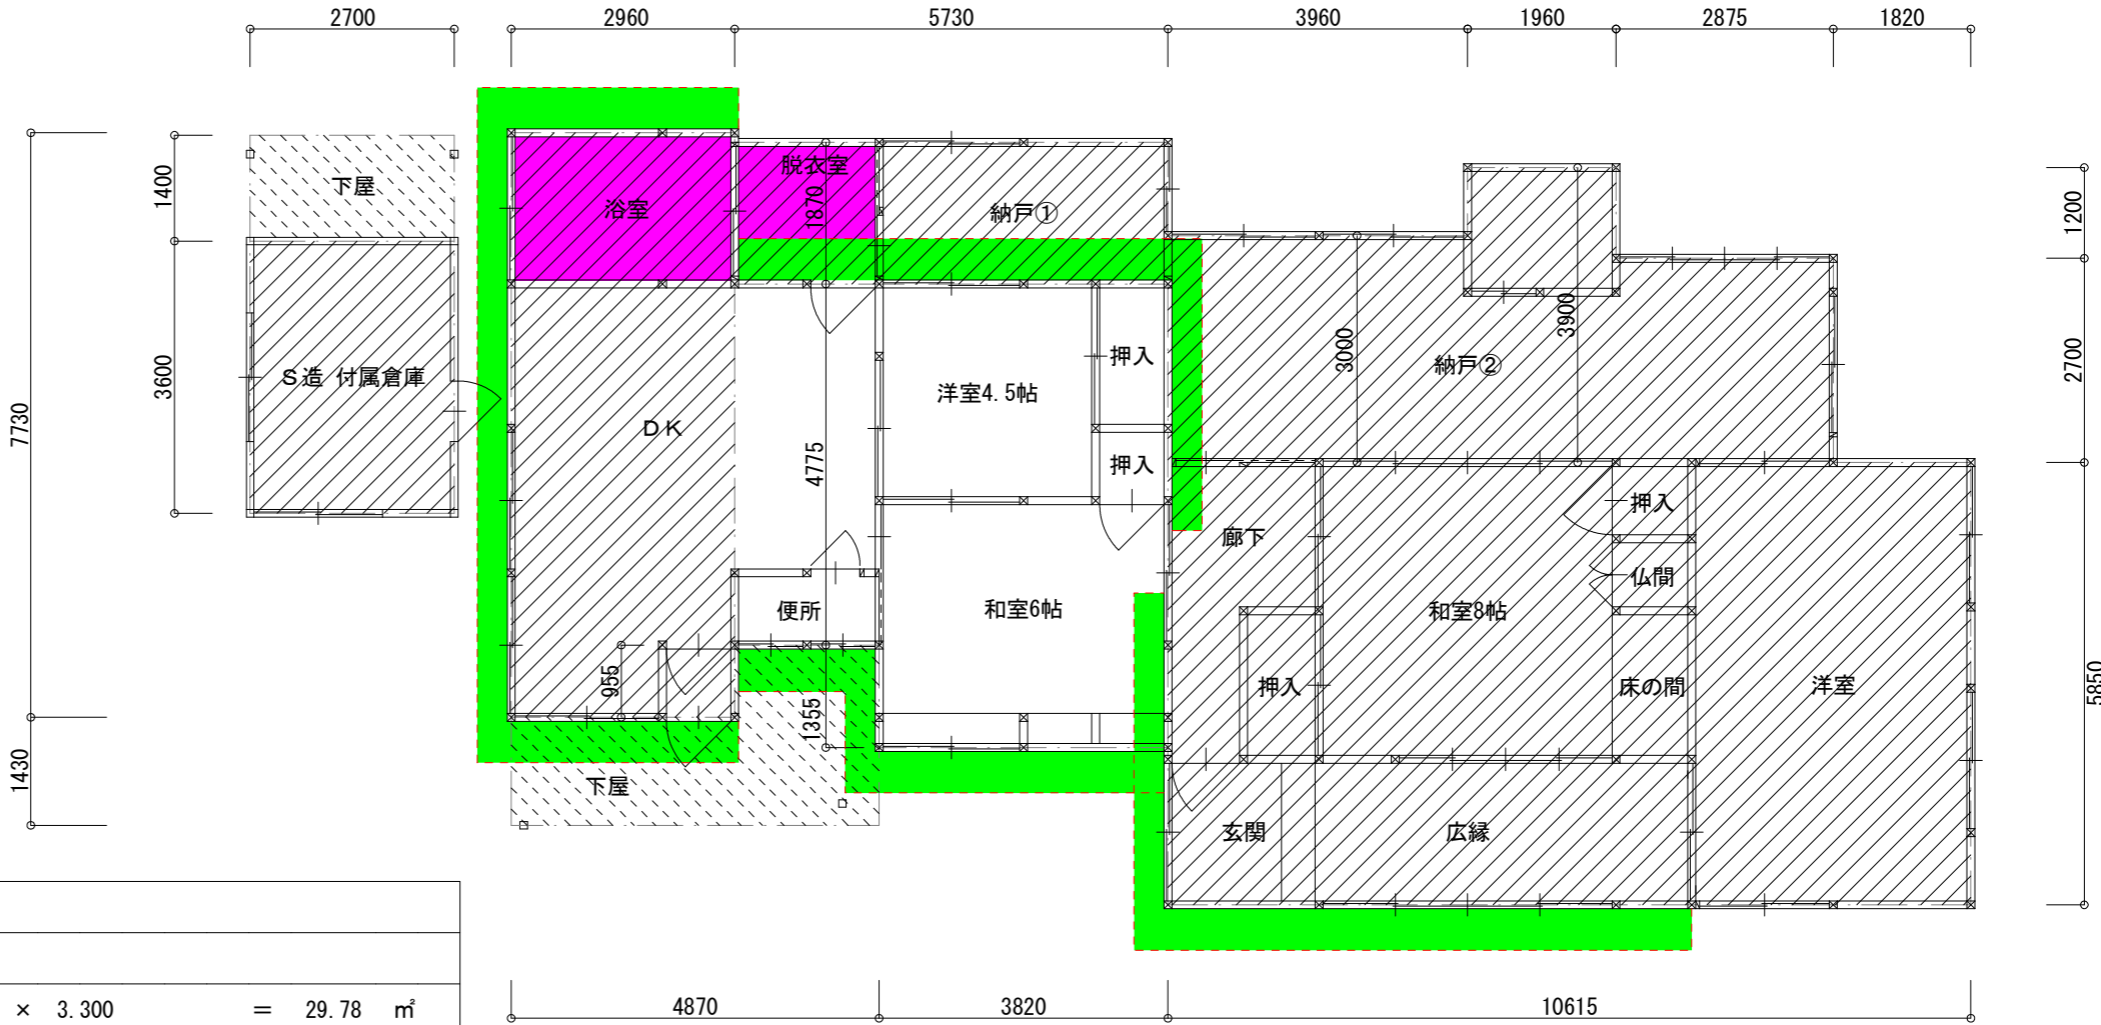 2700
2960
5730
3960
1960
2875
1820
1400
3600
7730
1430
1200
2700
5850
下屋
S造 付属倉庫
浴室
脱衣室
1870
納戸①
3900
3000
納戸②
押入
洋室4.5帖
DK
4775
押入
押入
廊下
仏間
便所
和室6帖
和室8帖
955
押入
床の間
洋室
1355
下屋
玄関
広縁
× 3.300 = 29.78 ㎡
4870
3820
10615